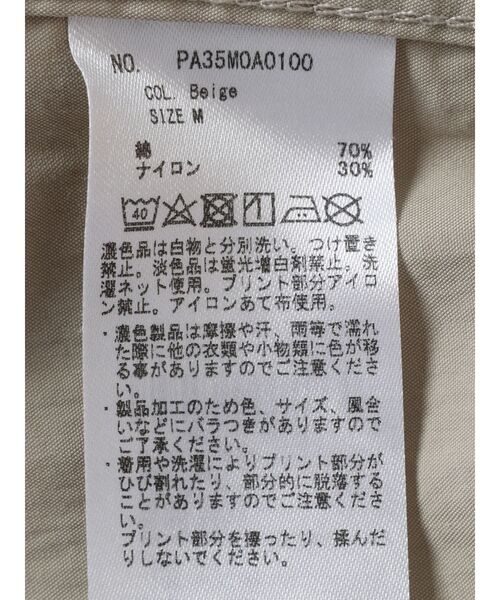 NO. PA35M0A0100
COL. Beige
SIZE M
綿 70%
ナイロン 30%
40
濃色品は白物と分別洗い。つけ置き
禁止。淡色品は蛍光増白剤禁止。洗
濯ネット使用。プリント部分アイロ
ン禁止。アイロンあて布使用。
・濃色製品は摩擦や汗、雨等で濡れ
た際に他の衣類や小物類に色が移
る事がありますのでご注意くださ
い。
・製品加工のため色、サイズ、風合
いなどにバラつきがありますので
ご了承ください。
・着用や洗濯によりプリント部分が
ひび割れたり、部分的に脱落する
ことがありますのでご注意くださ
い。
プリント部分を擦ったり、揉んだ
りしないでください。